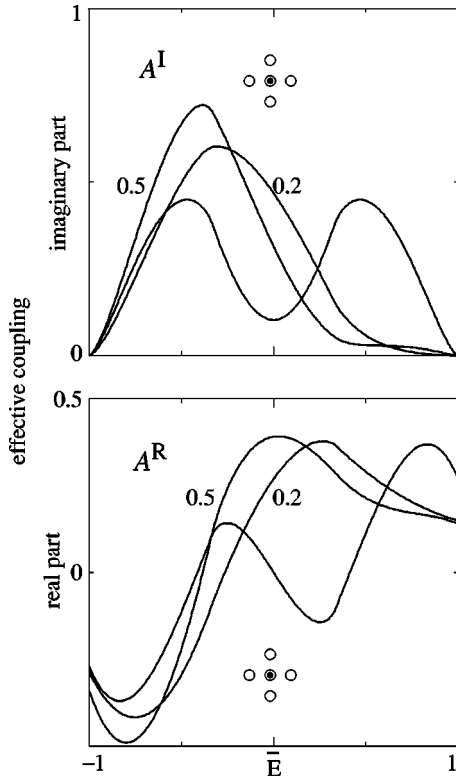 1
A^I
imaginary part
0.5
0.2
0
effective coupling
0.5
A^R
0.5
0.2
real part
0
−1
E̅
1